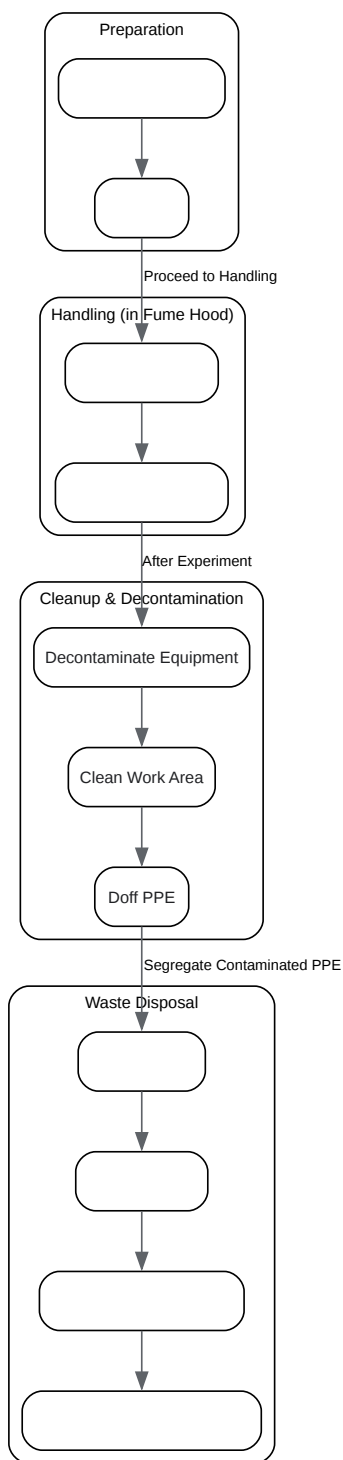 Preparation
Proceed to Handling
Handling (in Fume Hood)
After Experiment
Cleanup & Decontamination
Decontaminate Equipment
Clean Work Area
Doff PPE
Segregate Contaminated PPE
Waste Disposal